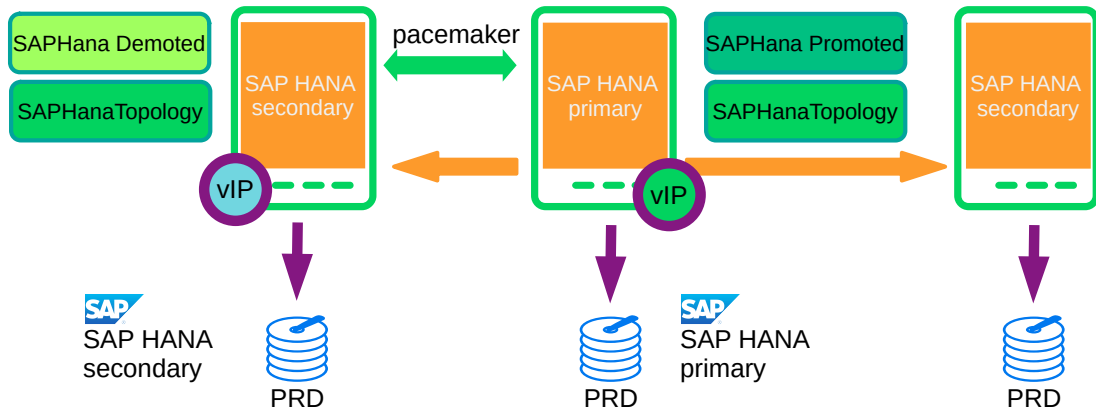 SAPHana Demoted
SAPHanaTopology
SAP HANA
secondary
vIP
pacemaker
SAP HANA
primary
vIP
SAPHana Promoted
SAPHanaTopology
SAP HANA
secondary
SAP
SAP HANA
secondary
PRD
PRD
SAP
SAP HANA
primary
PRD